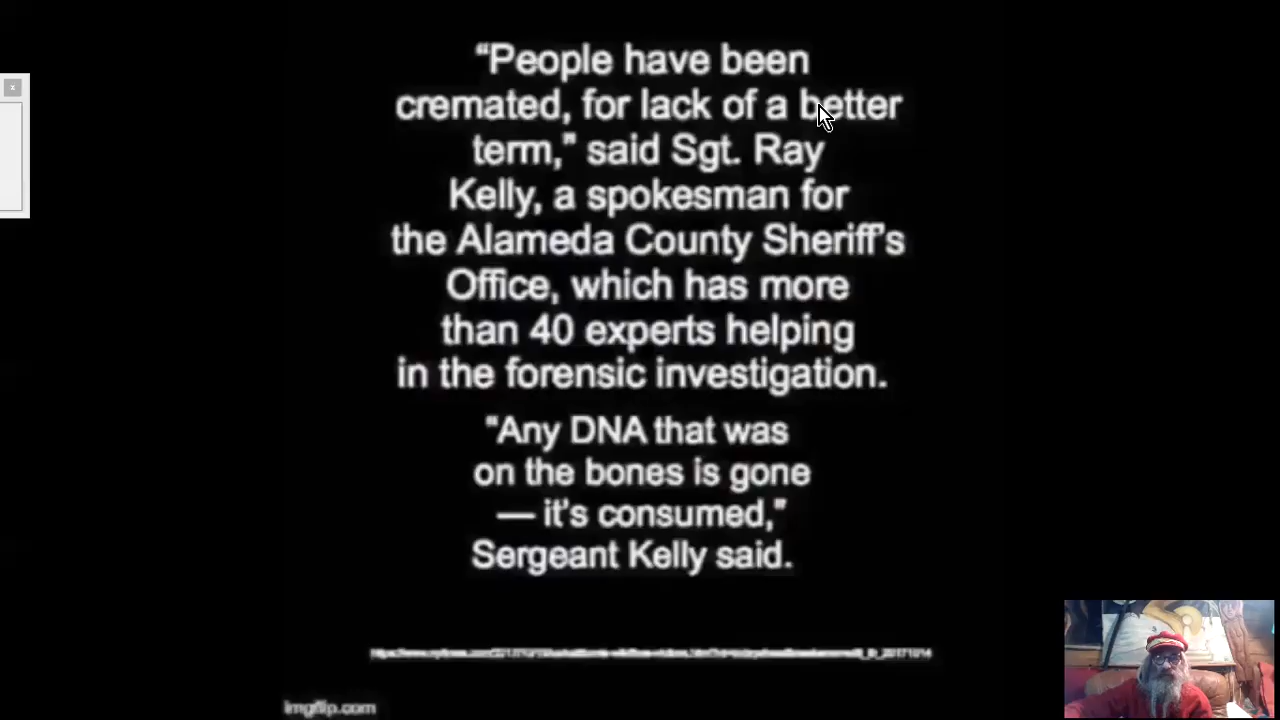 “People have been
cremated, for lack of a better
term,” said Sgt. Ray
Kelly, a spokesman for
the Alameda County Sheriff’s
Office, which has more
than 40 experts helping
in the forensic investigation.
“Any DNA that was
on the bones is gone
— it’s consumed,”
Sergeant Kelly said.
imgflip.com